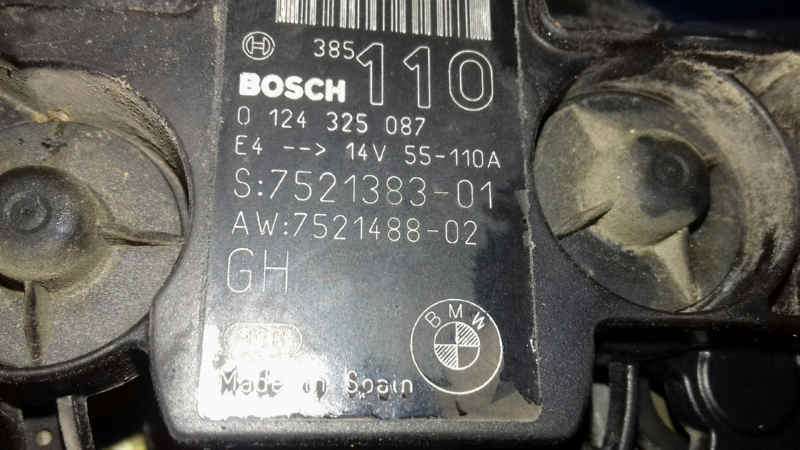 385 110
BOSCH
0 124 325 087
E4 --> 14V 55-110A
S:7521383-01
AW:7521488-02
GH
BMW
Made in Spain